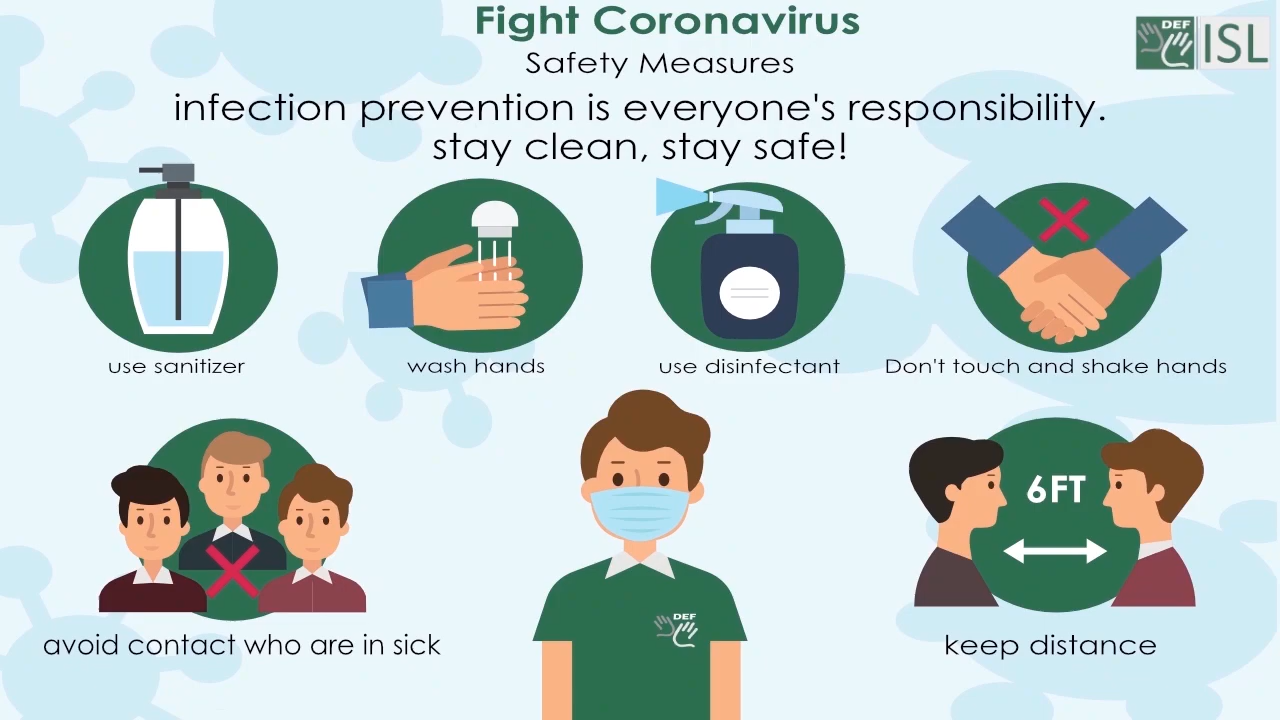 Fight Coronavirus
DEF
ISL
Safety Measures
infection prevention is everyone's responsibility.
stay clean, stay safe!
use sanitizer
wash hands
use disinfectant
Don't touch and shake hands
6FT
DEF
avoid contact who are in sick
keep distance